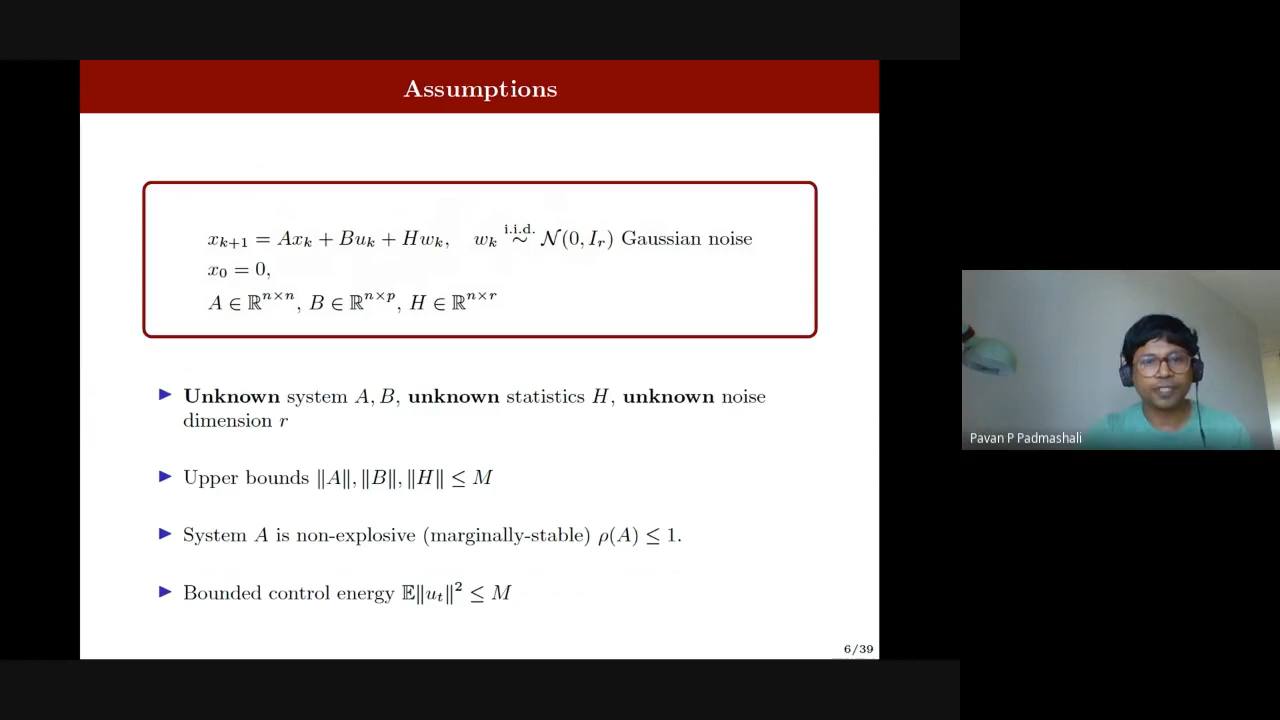 Assumptions
x_{k+1} = Ax_k + Bu_k + Hw_k, w_k \overset{i.i.d.}{\sim} 𝒩(0, I_r) Gaussian noise
x_0 = 0,
A ∈ ℝ^{n×n}, B ∈ ℝ^{n×p}, H ∈ ℝ^{n×r}
▶ Unknown system A, B, unknown statistics H, unknown noise
dimension r
▶ Upper bounds ‖A‖, ‖B‖, ‖H‖ ≤ M
▶ System A is non-explosive (marginally-stable) ρ(A) ≤ 1.
▶ Bounded control energy 𝔼‖u_t‖² ≤ M
6/39
Pavan P Padmashali